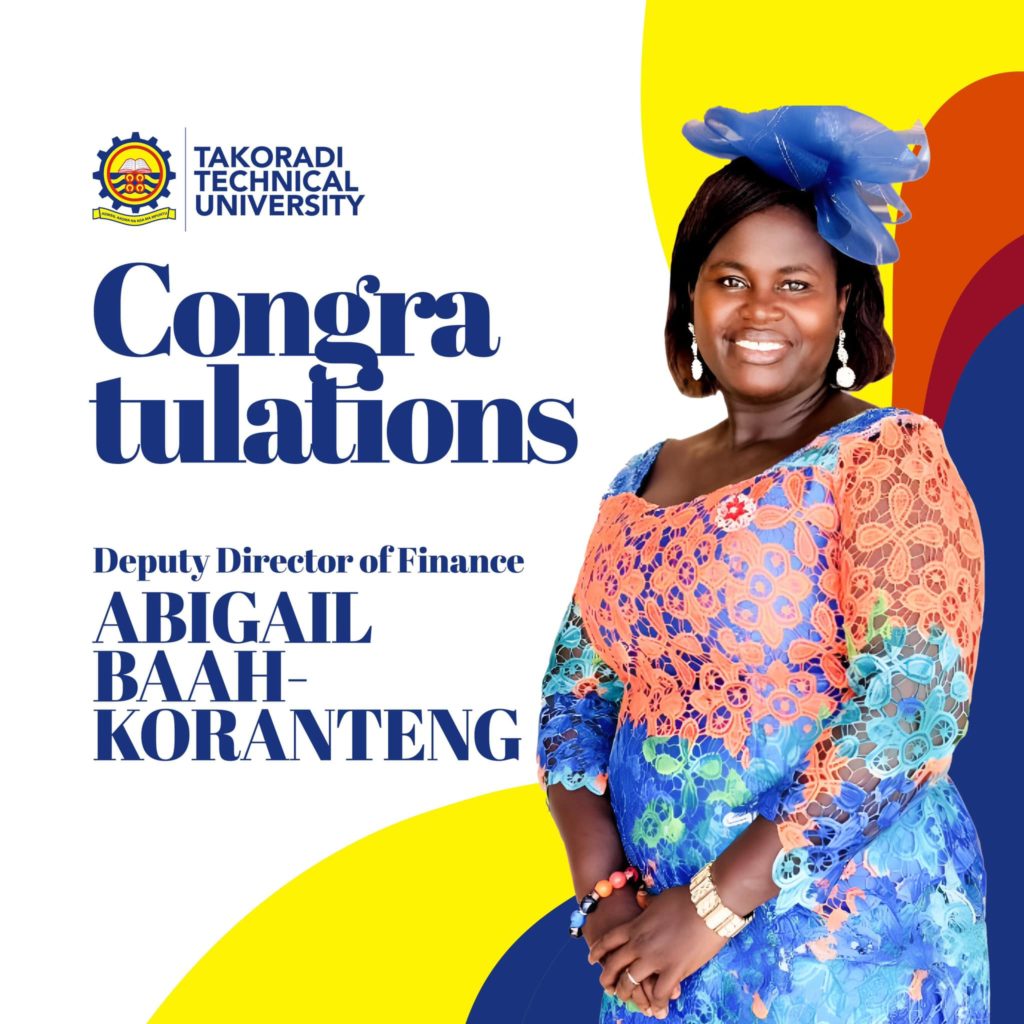 TAKORADI
TECHNICAL
UNIVERSITY
Congra
tulations
Deputy Director of Finance
ABIGAIL
BAAH-
KORANTENG